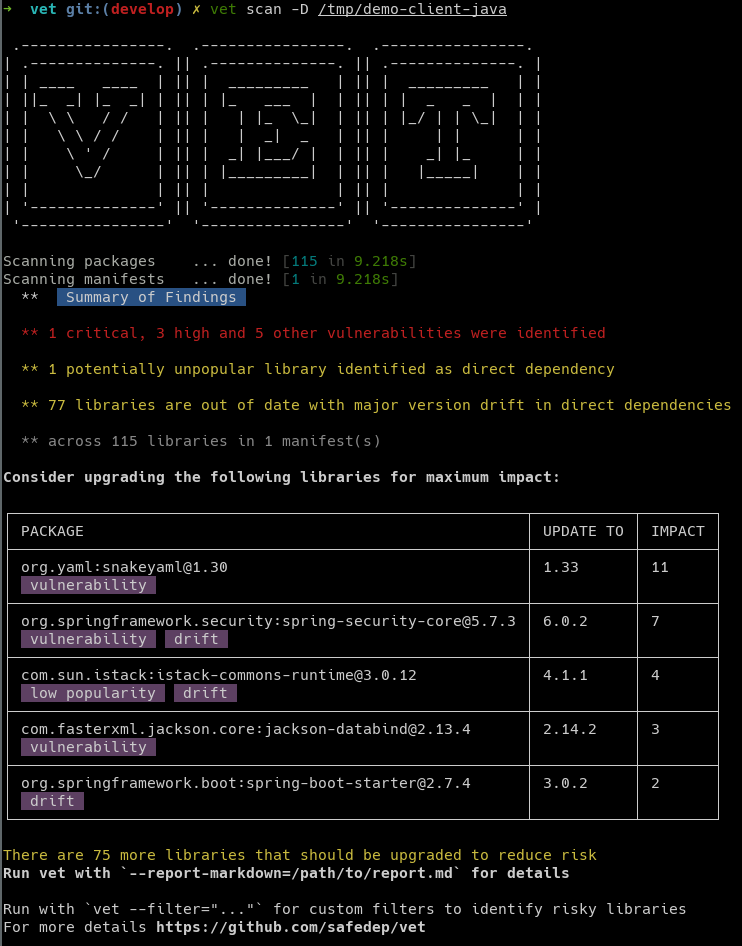 → vet git:(develop) ✗ vet scan -D /tmp/demo-client-java
VET
Scanning packages ... done! [115 in 9.218s]
Scanning manifests ... done! [1 in 9.218s]
** Summary of Findings
** 1 critical, 3 high and 5 other vulnerabilities were identified
** 1 potentially unpopular library identified as direct dependency
** 77 libraries are out of date with major version drift in direct dependencies
** across 115 libraries in 1 manifest(s)
Consider upgrading the following libraries for maximum impact:
PACKAGE UPDATE TO IMPACT
org.yaml:snakeyaml@1.30 1.33 11
vulnerability
org.springframework.security:spring-security-core@5.7.3 6.0.2 7
vulnerability drift
com.sun.istack:istack-commons-runtime@3.0.12 4.1.1 4
low popularity drift
com.fasterxml.jackson.core:jackson-databind@2.13.4 2.14.2 3
vulnerability
org.springframework.boot:spring-boot-starter@2.7.4 3.0.2 2
drift
There are 75 more libraries that should be upgraded to reduce risk
Run vet with `--report-markdown=/path/to/report.md` for details
Run with `vet --filter="..."` for custom filters to identify risky libraries
For more details https://github.com/safedep/vet